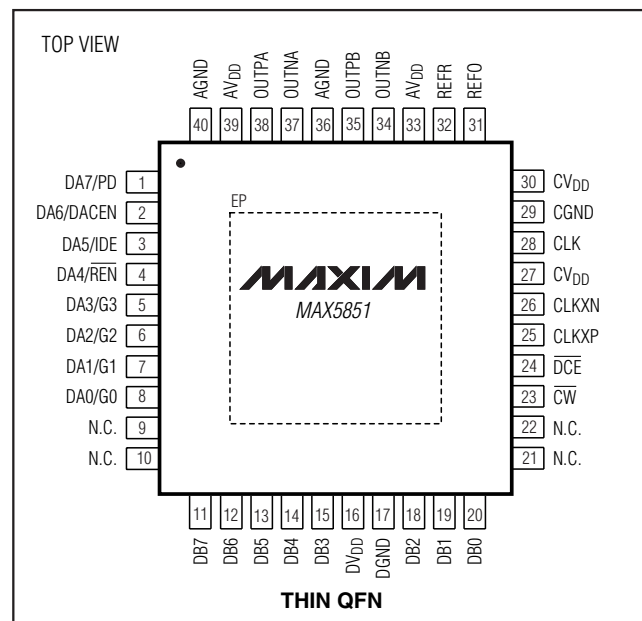 TOP VIEW
AGND
AVDD
OUTPA
OUTNA
AGND
OUTPB
OUTNB
AVDD
REFR
REFO
40 39 38 37 36 35 34 33 32 31
DA7/PD 1
DA6/DACEN 2
DA5/IDE 3
DA4/R̅E̅N̅ 4
DA3/G3 5
DA2/G2 6
DA1/G1 7
DA0/G0 8
N.C. 9
N.C. 10
EP
MAXIM
MAX5851
30 CVDD
29 CGND
28 CLK
27 CVDD
26 CLKXN
25 CLKXP
24 D̅C̅E̅
23 C̅W̅
22 N.C.
21 N.C.
11 12 13 14 15 16 17 18 19 20
DB7
DB6
DB5
DB4
DB3
DVDD
DGND
DB2
DB1
DB0
THIN QFN